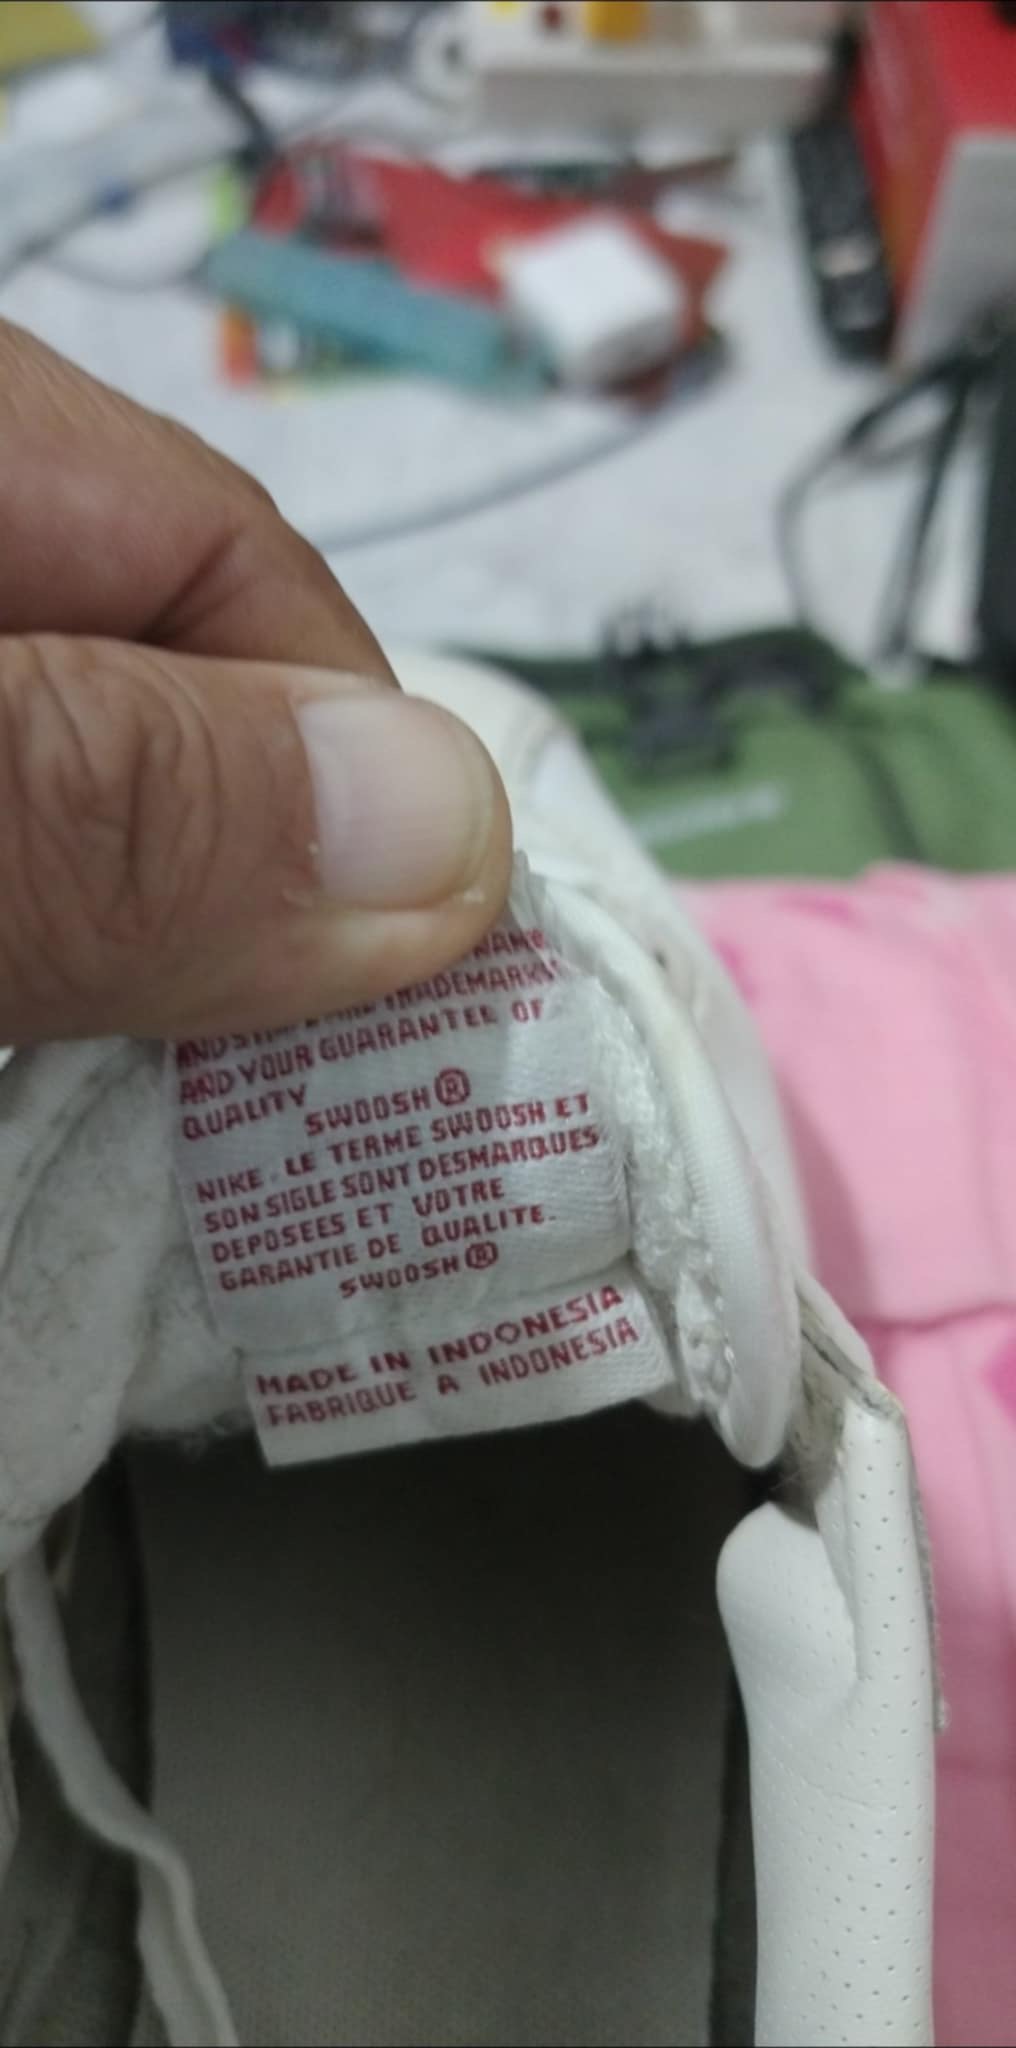 TRADEMARKS
AND YOUR GUARANTEE OF
QUALITY
SWOOSH®
NIKE. LE TERME SWOOSH ET
SON SIGLE SONT DESMARQUES
DEPOSEES ET VOTRE
GARANTIE DE QUALITE.
SWOOSH®
MADE IN INDONESIA
FABRIQUE A INDONESIA